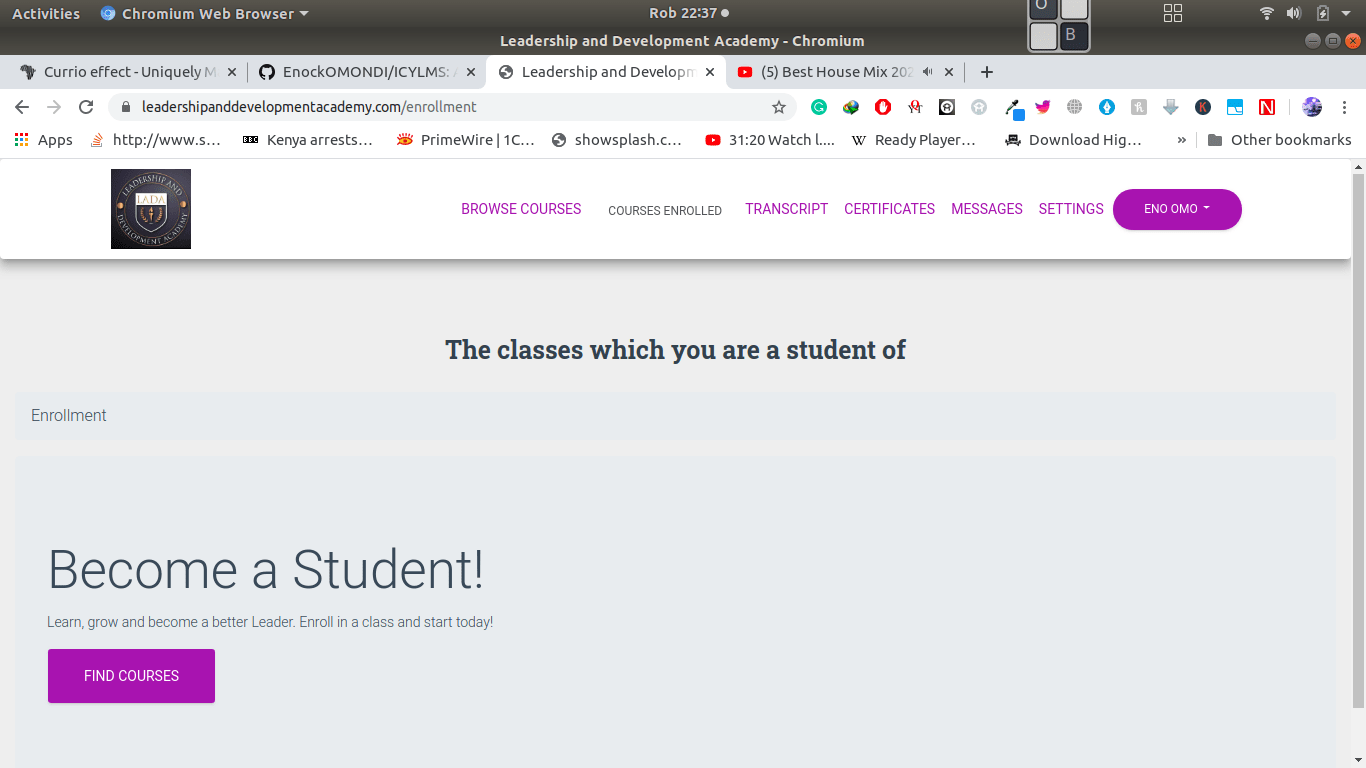 Activities Chromium Web Browser Rob 22:37
O
B
Leadership and Development Academy - Chromium
Currio effect - Uniquely M EnockOMONDI/ICYLMS: Leadership and Developm (5) Best House Mix 202
leadershipanddevelopmentacademy.com/enrollment
Apps http://www.s... BBC Kenya arrests... PrimeWire | 1C... showsplash.c... 31:20 Watch l.... W Ready Player... Download Hig... » Other bookmarks
LEADERSHIP AND
LADA
DEVELOPMENT ACADEMY
BROWSE COURSES COURSES ENROLLED TRANSCRIPT CERTIFICATES MESSAGES SETTINGS ENO OMO
The classes which you are a student of
Enrollment
Become a Student!
Learn, grow and become a better Leader. Enroll in a class and start today!
FIND COURSES